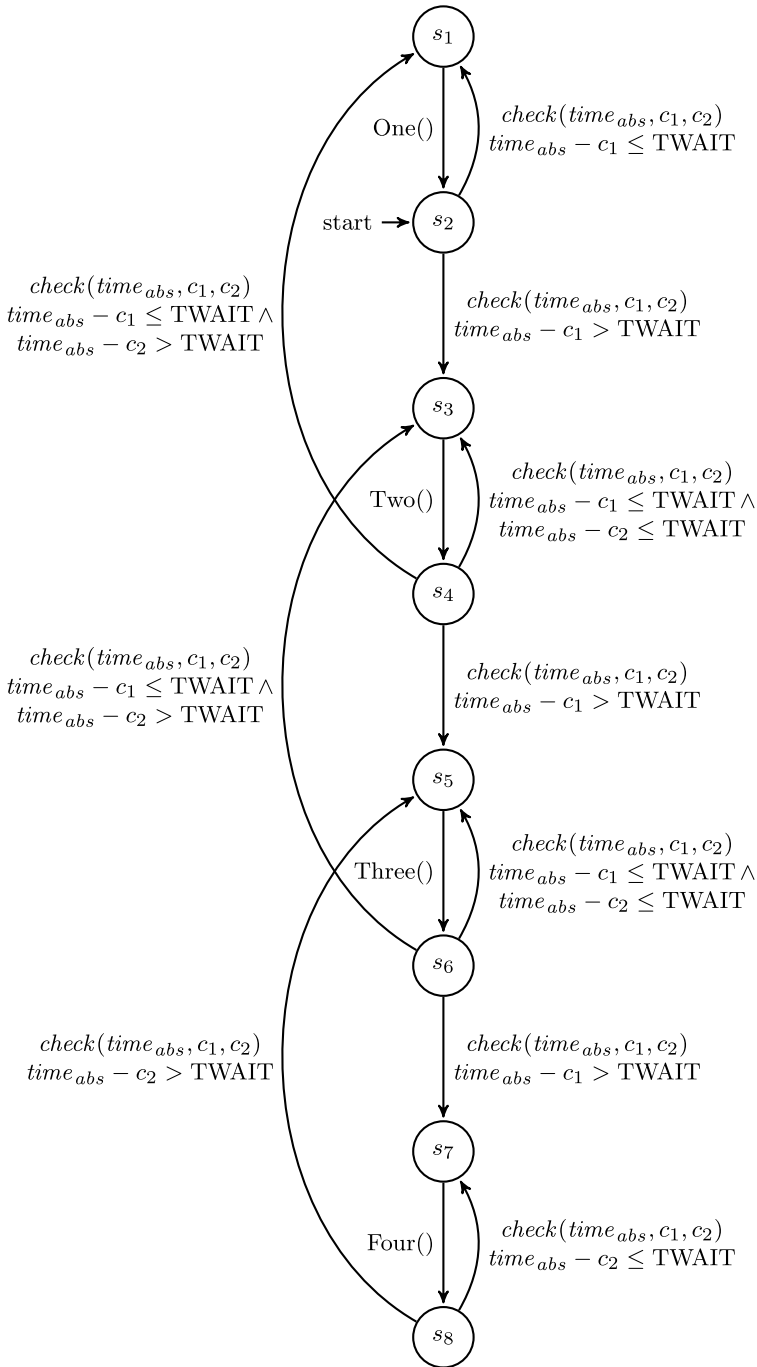 s₁
One()
check(time_abs, c₁, c₂)
time_abs − c₁ ≤ TWAIT
start
s₂
check(time_abs, c₁, c₂)
time_abs − c₁ ≤ TWAIT ∧
time_abs − c₂ > TWAIT
check(time_abs, c₁, c₂)
time_abs − c₁ > TWAIT
s₃
Two()
check(time_abs, c₁, c₂)
time_abs − c₁ ≤ TWAIT ∧
time_abs − c₂ ≤ TWAIT
s₄
check(time_abs, c₁, c₂)
time_abs − c₁ ≤ TWAIT ∧
time_abs − c₂ > TWAIT
check(time_abs, c₁, c₂)
time_abs − c₁ > TWAIT
s₅
Three()
check(time_abs, c₁, c₂)
time_abs − c₁ ≤ TWAIT ∧
time_abs − c₂ ≤ TWAIT
s₆
check(time_abs, c₁, c₂)
time_abs − c₂ > TWAIT
check(time_abs, c₁, c₂)
time_abs − c₁ > TWAIT
s₇
Four()
check(time_abs, c₁, c₂)
time_abs − c₂ ≤ TWAIT
s₈